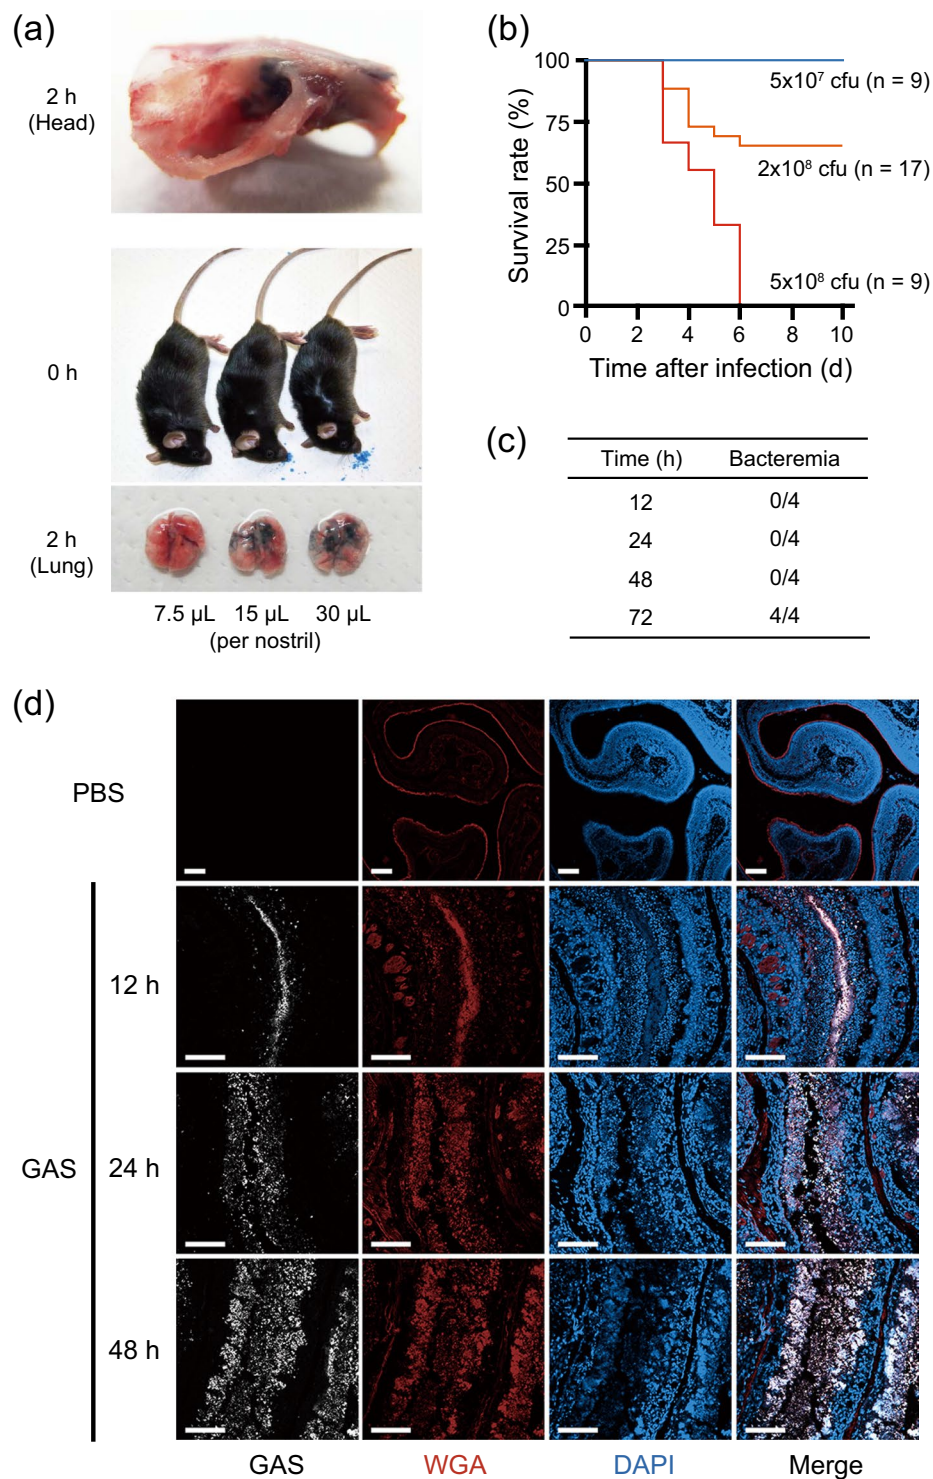 (a)
2 h
(Head)
0 h
2 h
(Lung)
7.5 µL 15 µL 30 µL
(per nostril)
(b)
Survival rate (%)
100
75
50
25
0
0 2 4 6 8 10
Time after infection (d)
5x10⁷ cfu (n = 9)
2x10⁸ cfu (n = 17)
5x10⁸ cfu (n = 9)
(c)
Time (h) Bacteremia
12 0/4
24 0/4
48 0/4
72 4/4
(d)
PBS
GAS
12 h
24 h
48 h
GAS WGA DAPI Merge